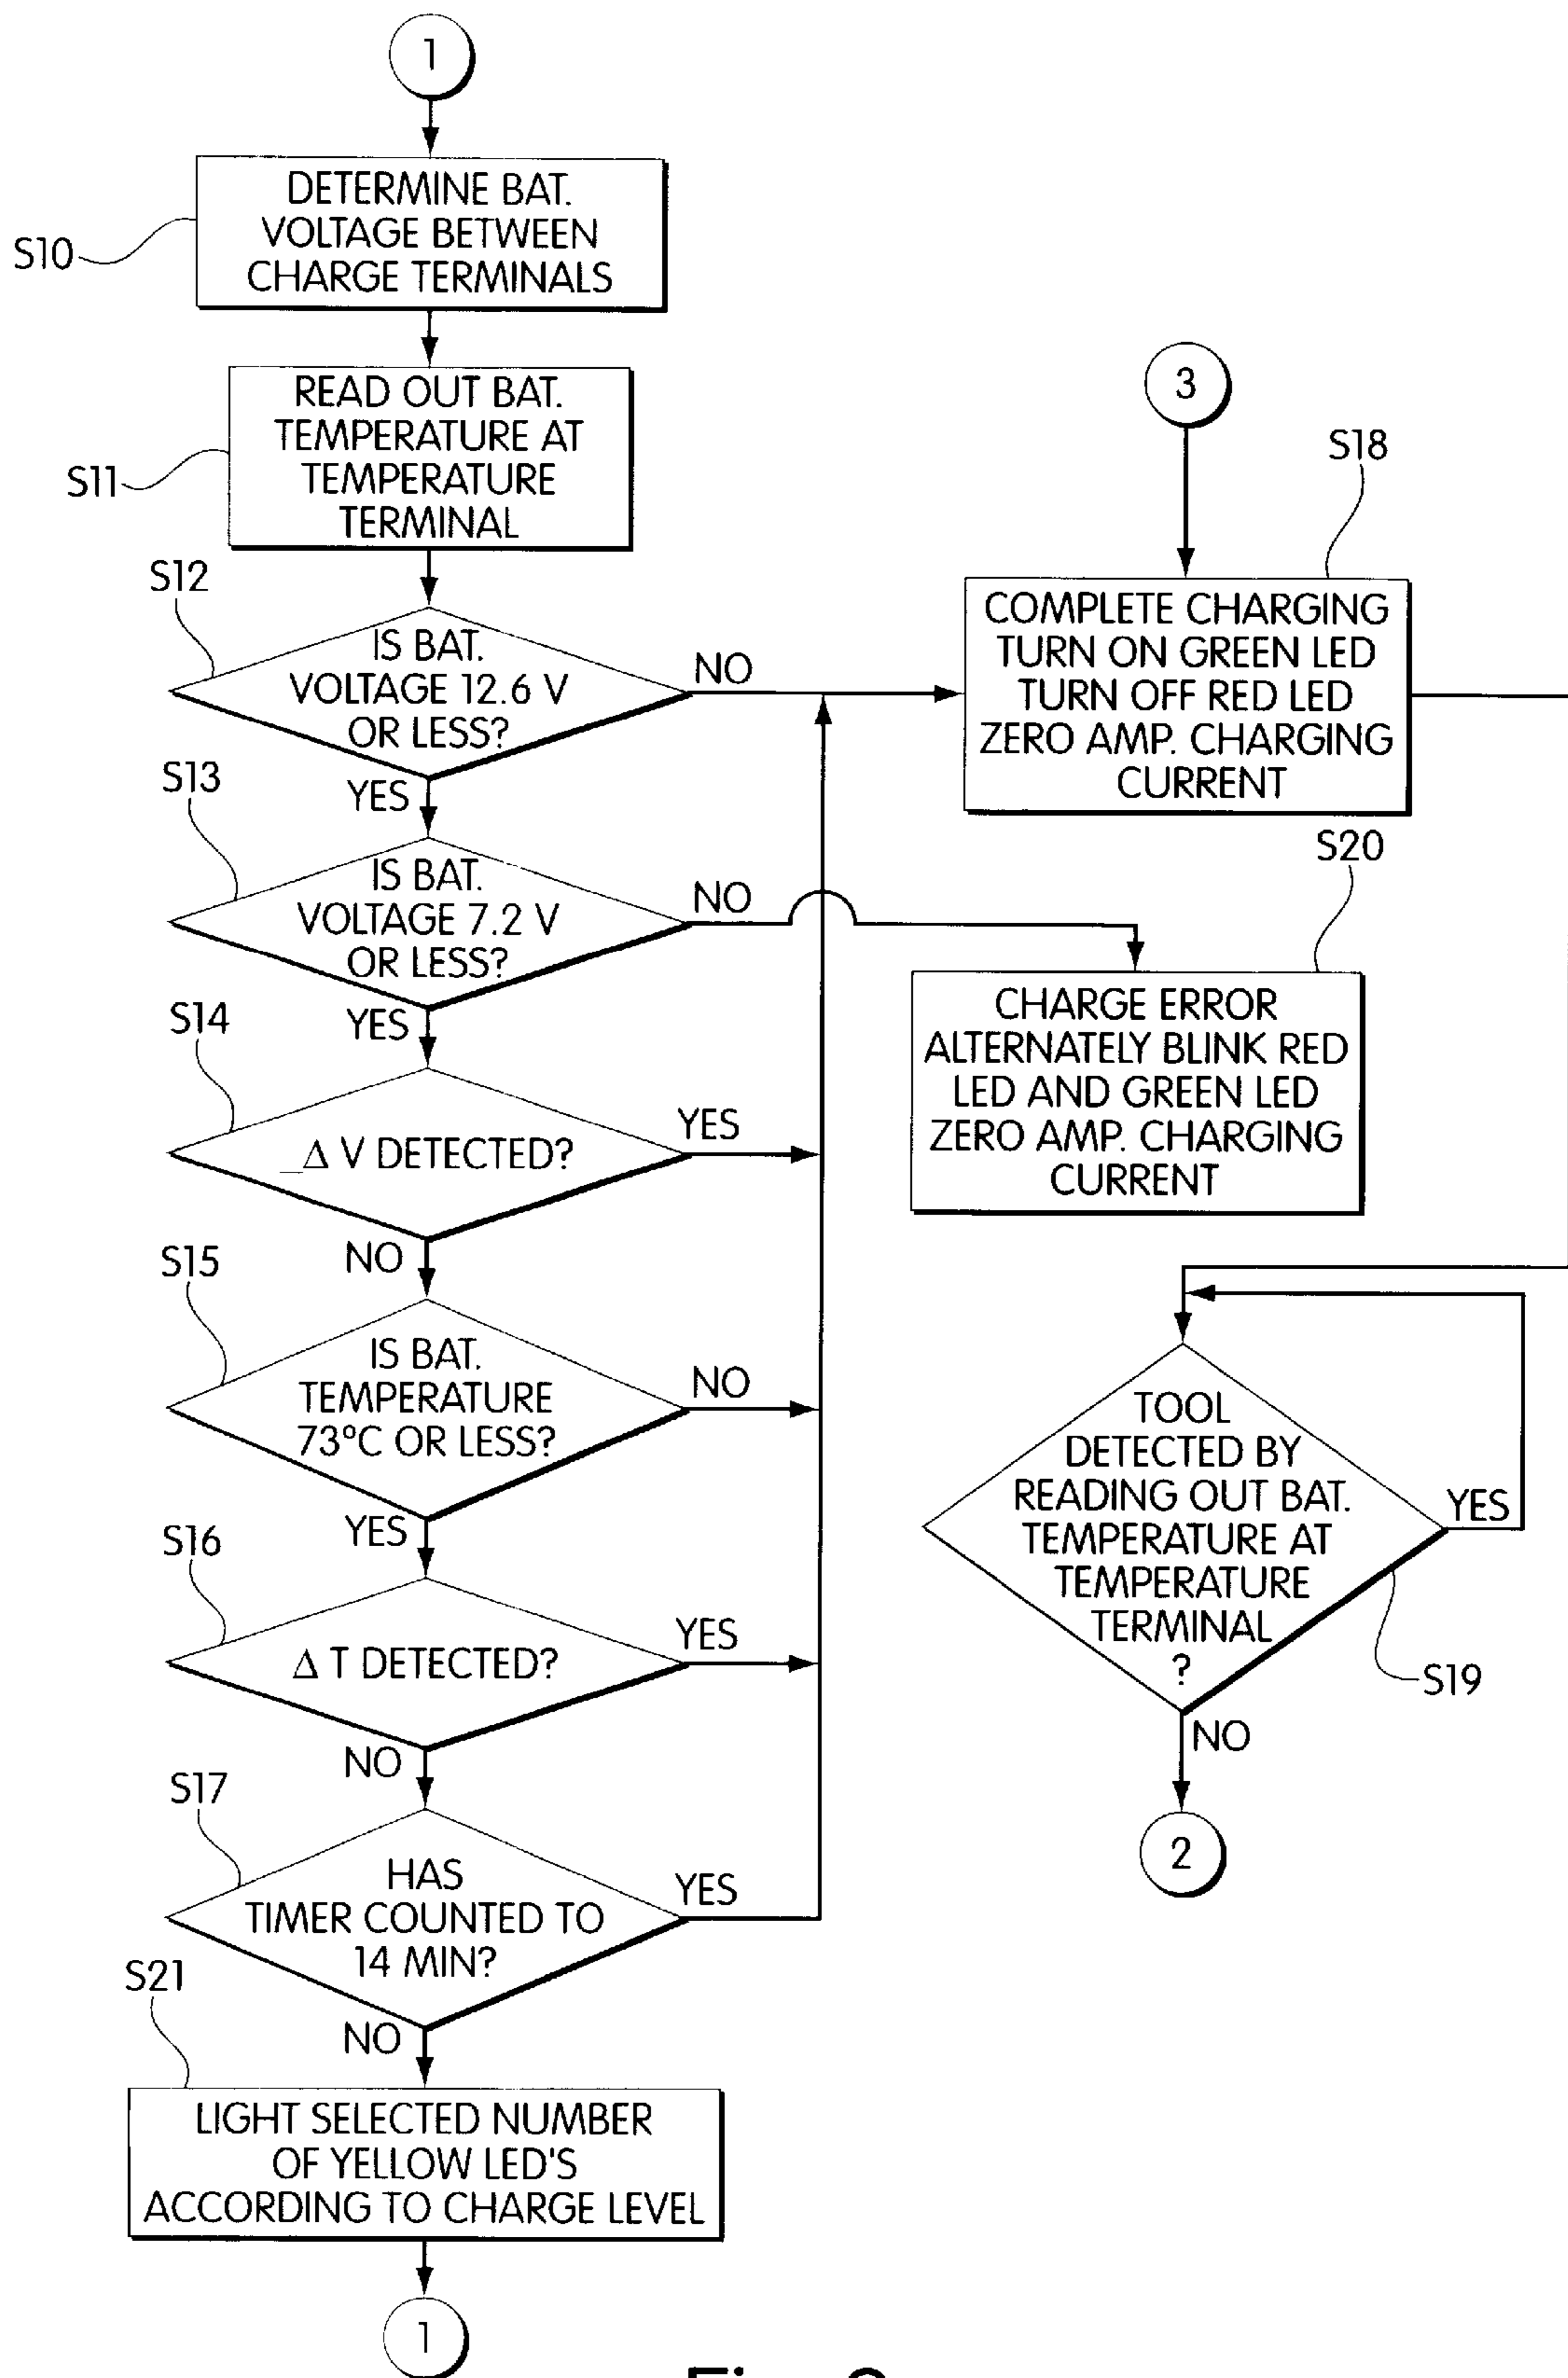 1
S10
DETERMINE BAT.
VOLTAGE BETWEEN
CHARGE TERMINALS
S11
READ OUT BAT.
TEMPERATURE AT
TEMPERATURE
TERMINAL
S12
IS BAT.
VOLTAGE 12.6 V
OR LESS?
NO
YES
S13
IS BAT.
VOLTAGE 7.2 V
OR LESS?
NO
YES
S14
_Δ V DETECTED?
YES
NO
S15
IS BAT.
TEMPERATURE
73°C OR LESS?
NO
YES
S16
Δ T DETECTED?
YES
NO
S17
HAS
TIMER COUNTED TO
14 MIN?
YES
NO
S21
LIGHT SELECTED NUMBER
OF YELLOW LED'S
ACCORDING TO CHARGE LEVEL
1
3
S18
COMPLETE CHARGING
TURN ON GREEN LED
TURN OFF RED LED
ZERO AMP. CHARGING
CURRENT
S20
CHARGE ERROR
ALTERNATELY BLINK RED
LED AND GREEN LED
ZERO AMP. CHARGING
CURRENT
TOOL
DETECTED BY
READING OUT BAT.
TEMPERATURE AT
TEMPERATURE
TERMINAL
?
YES
S19
NO
2